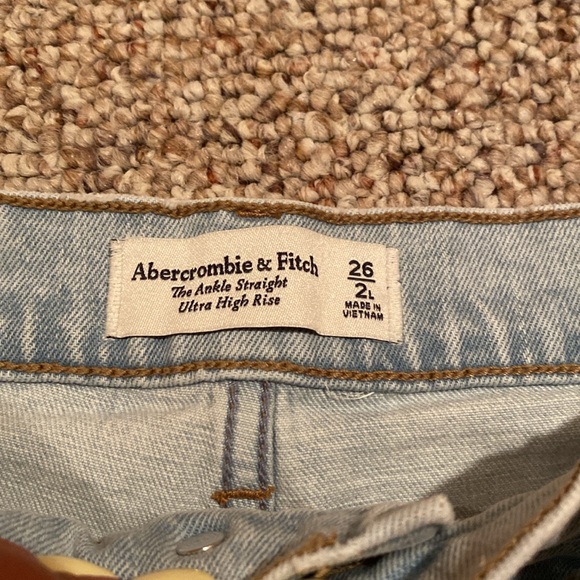 Abercrombie & Fitch
The Ankle Straight
Ultra High Rise
26
2L
MADE IN
VIETNAM